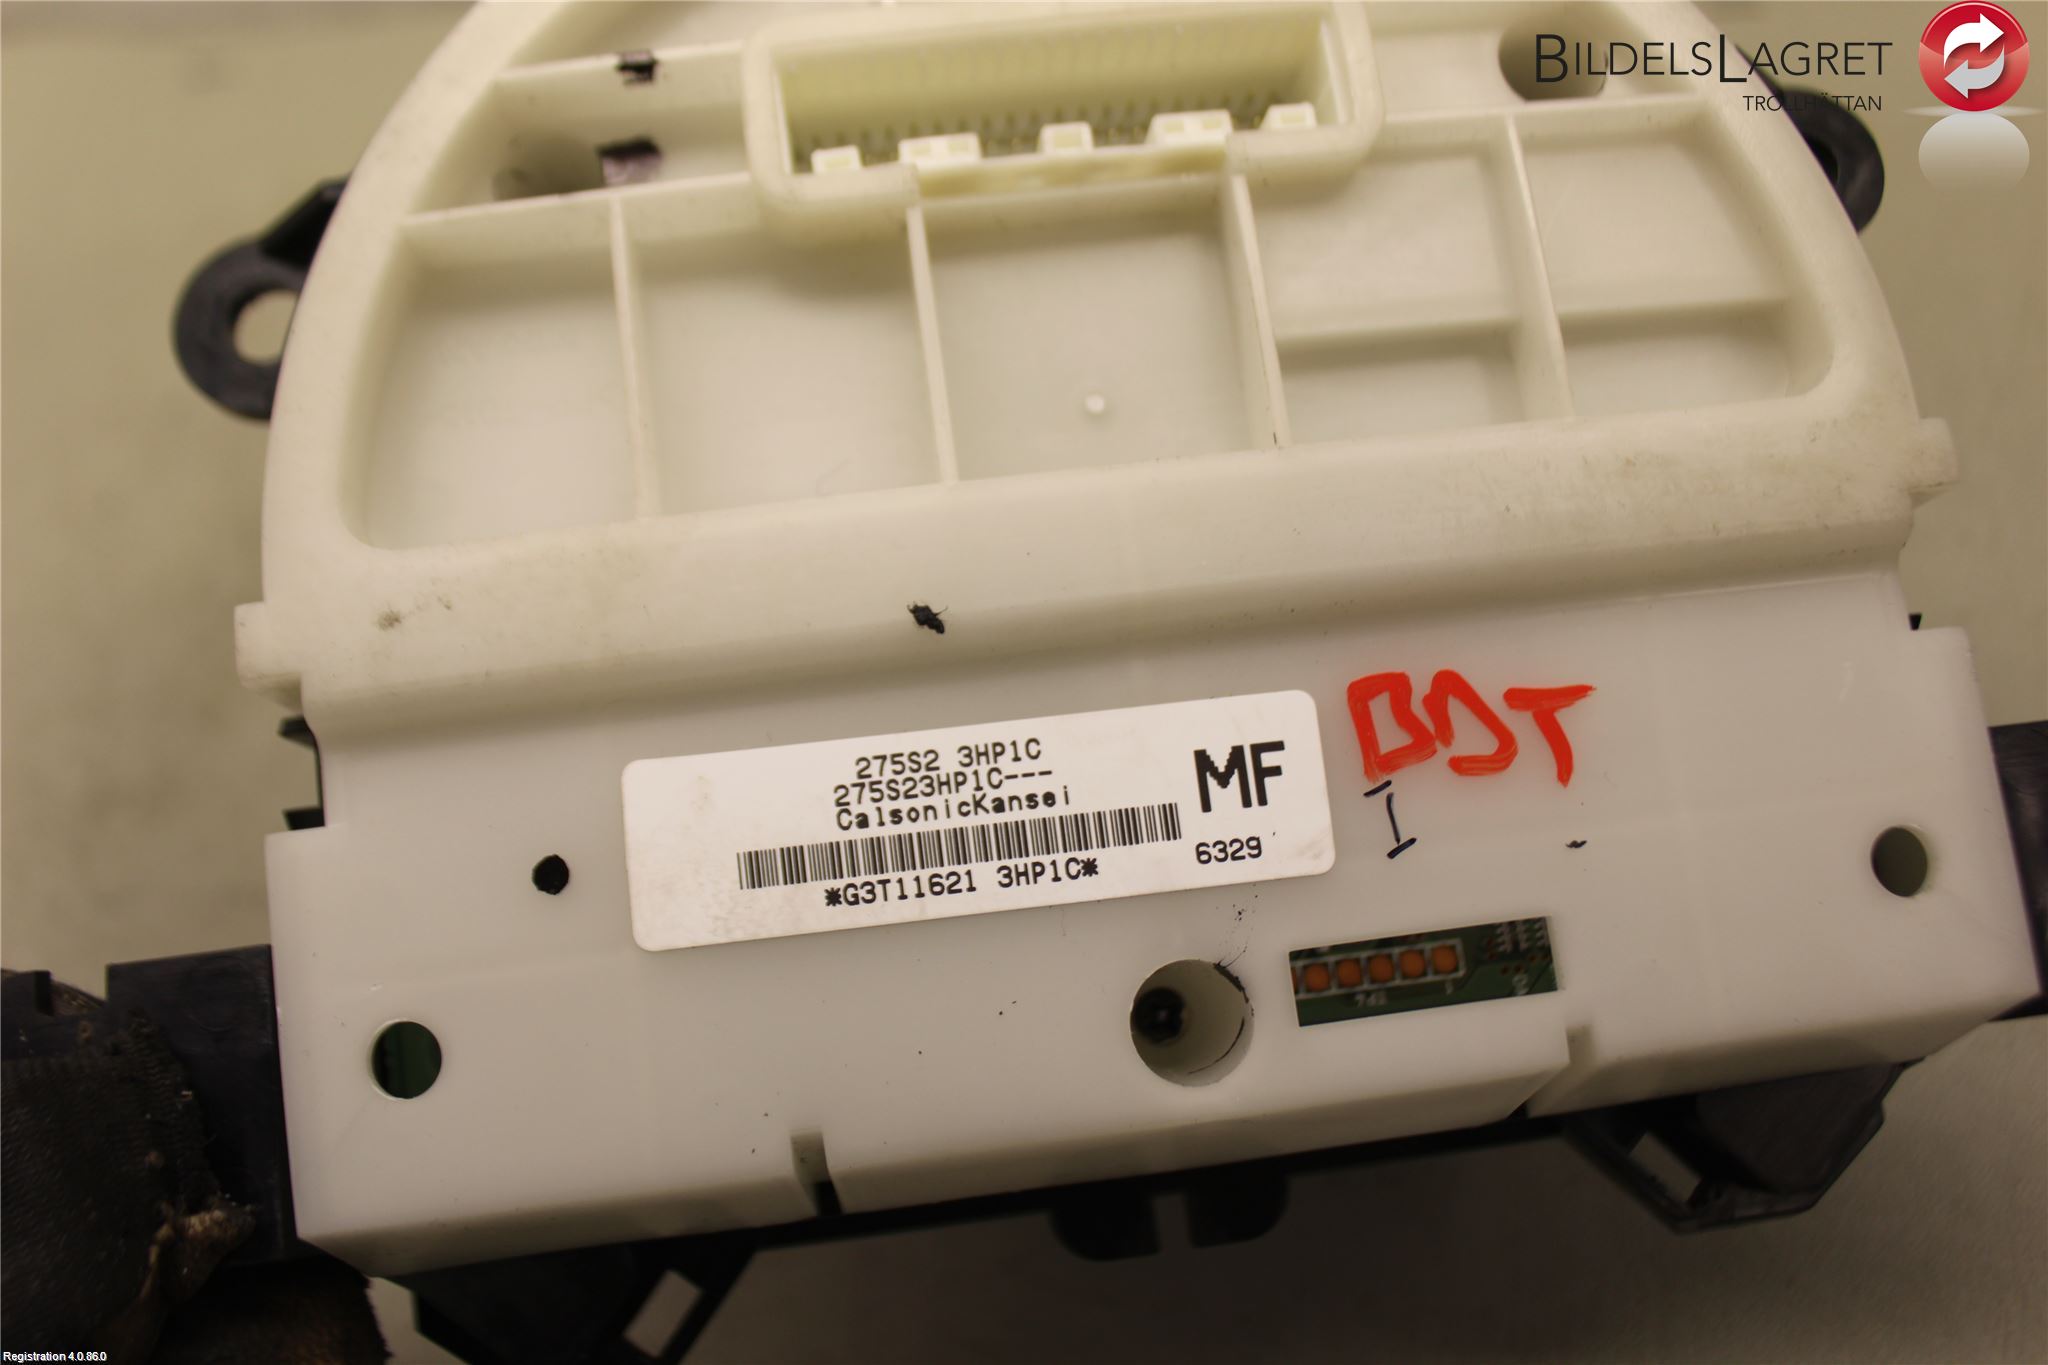 BILDELSLAGRET
TROLLHÄTTAN
275S2 3HP1C
275S23HP1C---
CalsonicKansei
MF
6329
*G3T11621 3HP1C*
BDT
I
Registration 4.0.86.0